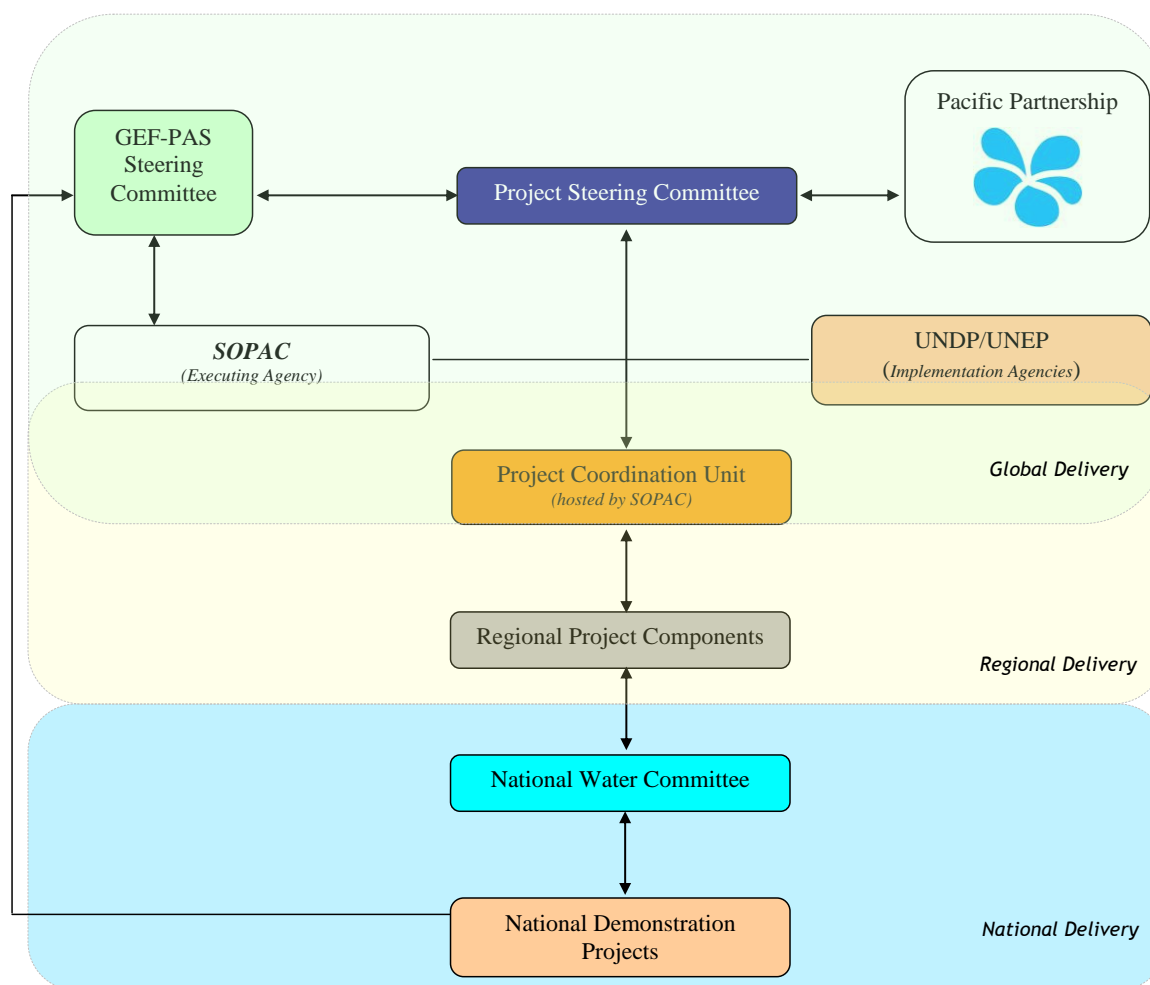 Pacific Partnership
GEF-PAS
Steering
Committee
Project Steering Committee
SOPAC
(Executing Agency)
UNDP/UNEP
(Implementation Agencies)
Project Coordination Unit
(hosted by SOPAC)
Global Delivery
Regional Project Components
Regional Delivery
National Water Committee
National Demonstration
Projects
National Delivery